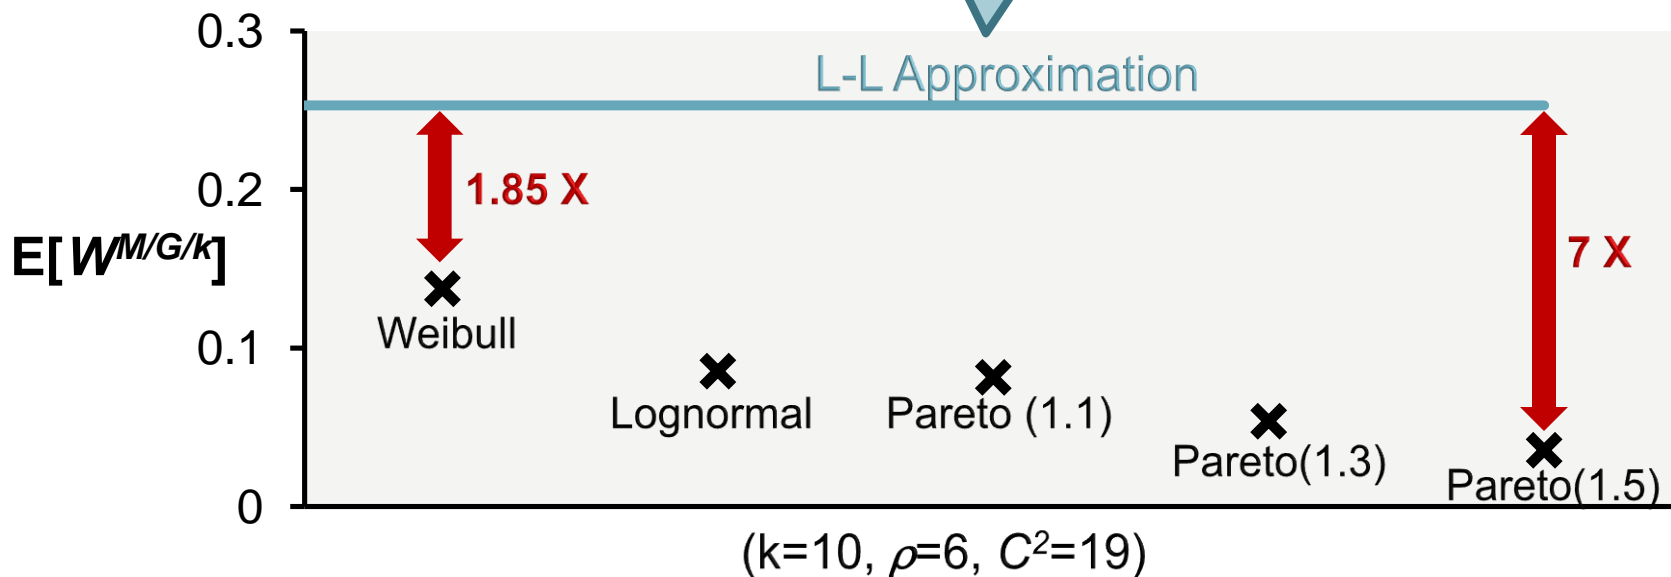 0.3
L-L Approximation
0.2
1.85 X
E[W^{M/G/k}]
7 X
Weibull
0.1
Lognormal
Pareto (1.1)
Pareto(1.3)
Pareto(1.5)
0
(k=10, ρ=6, C²=19)